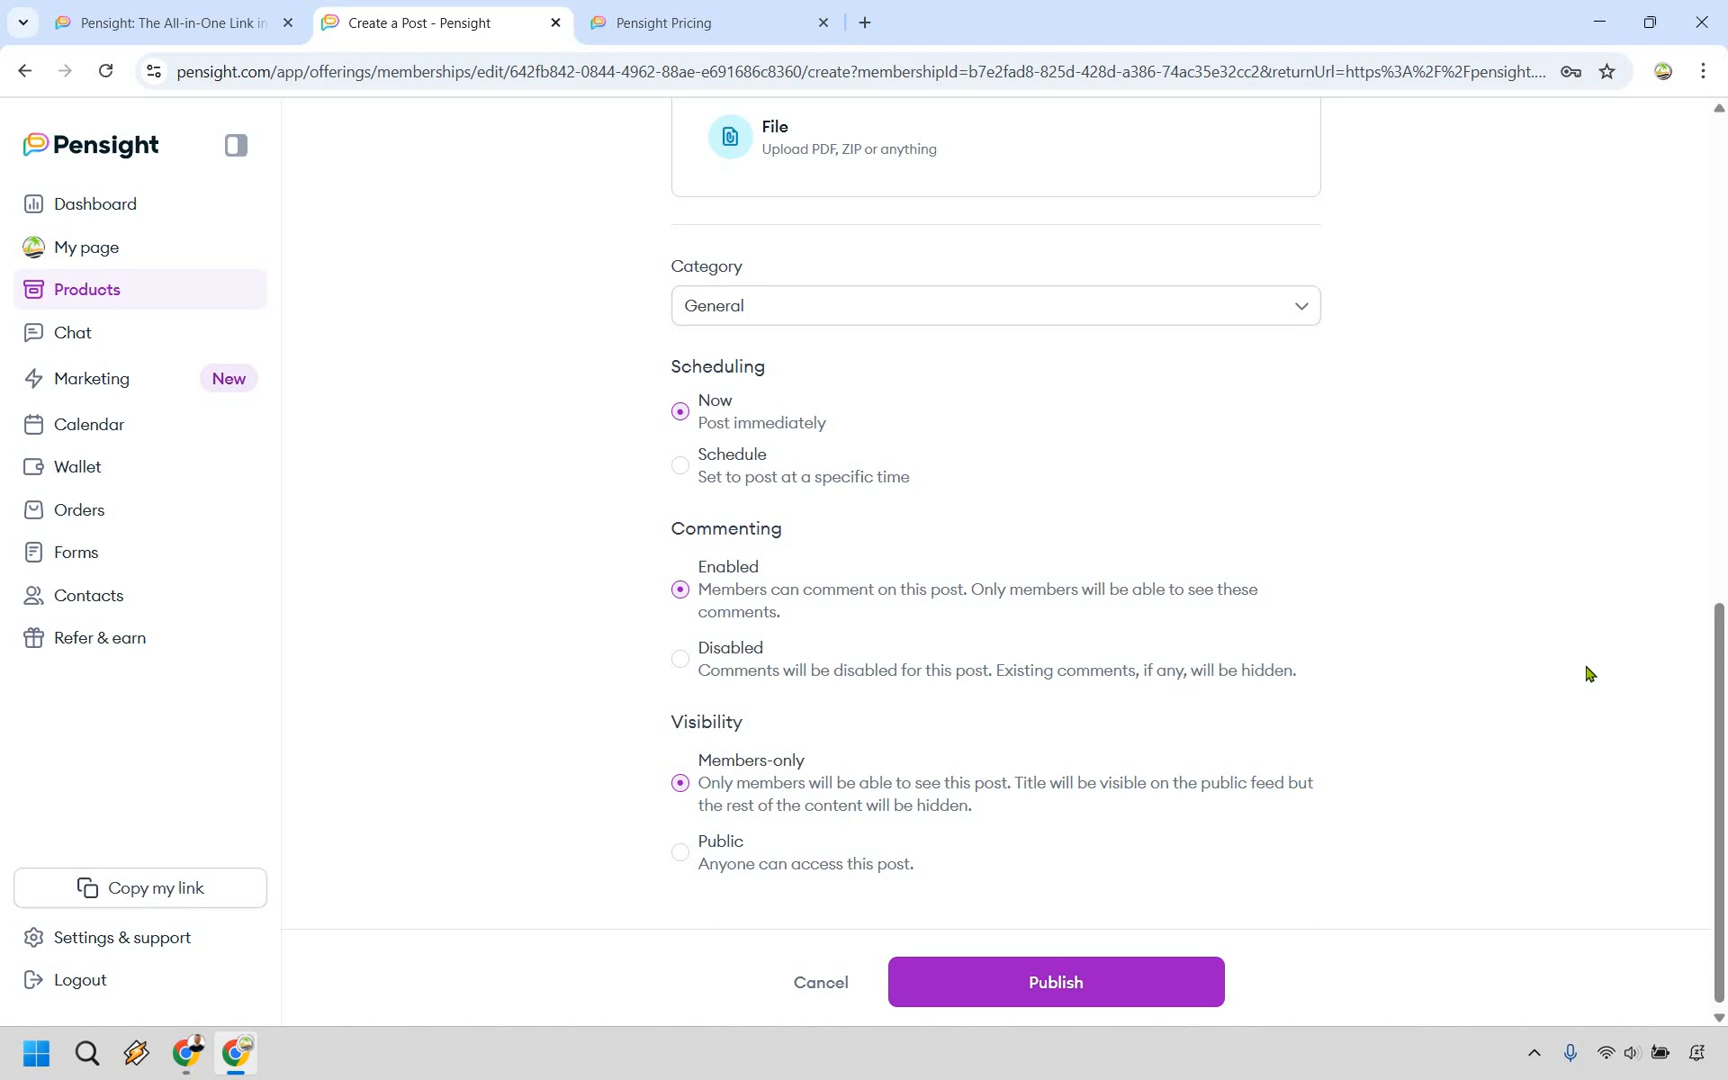 Pensight: The All-in-One Link in
Create a Post - Pensight
Pensight Pricing
pensight.com/app/offerings/memberships/edit/642fb842-0844-4962-88ae-e691686c8360/create?membershipId=b7e2fad8-825d-428d-a386-74ac35e32cc2&returnUrl=https%3A%2F%2Fpensight....
Pensight
Dashboard
My page
Products
Chat
Marketing New
Calendar
Wallet
Orders
Forms
Contacts
Refer & earn
Copy my link
Settings & support
Logout
File
Upload PDF, ZIP or anything
Category
General
Scheduling
Now
Post immediately
Schedule
Set to post at a specific time
Commenting
Enabled
Members can comment on this post. Only members will be able to see these
comments.
Disabled
Comments will be disabled for this post. Existing comments, if any, will be hidden.
Visibility
Members-only
Only members will be able to see this post. Title will be visible on the public feed but
the rest of the content will be hidden.
Public
Anyone can access this post.
Cancel
Publish